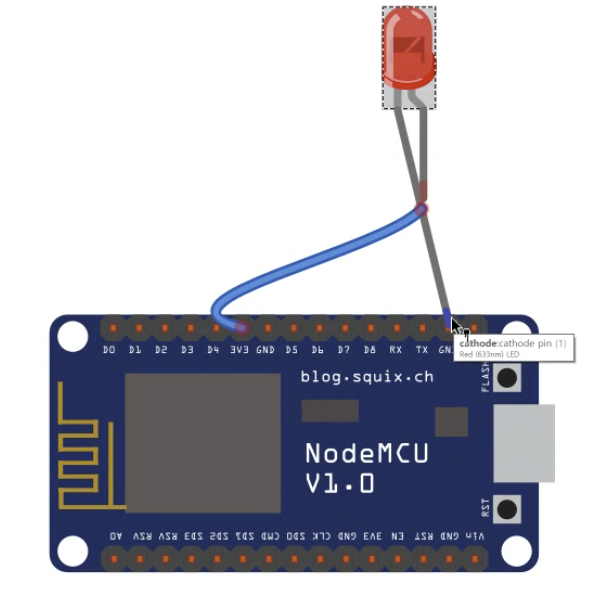 D0 D1 D2 D3 D4 3V3 GND D5 D6 D7 D8 RX TX GN
cathode:cathode pin (1)
Red (633nm) LED
FLASH
blog.squix.ch
NodeMCU
V1.0
RST
A0 RSV RSV SD3 SD2 SD1 CMD SD0 CLK GND 3V3 EN RST GND Vin